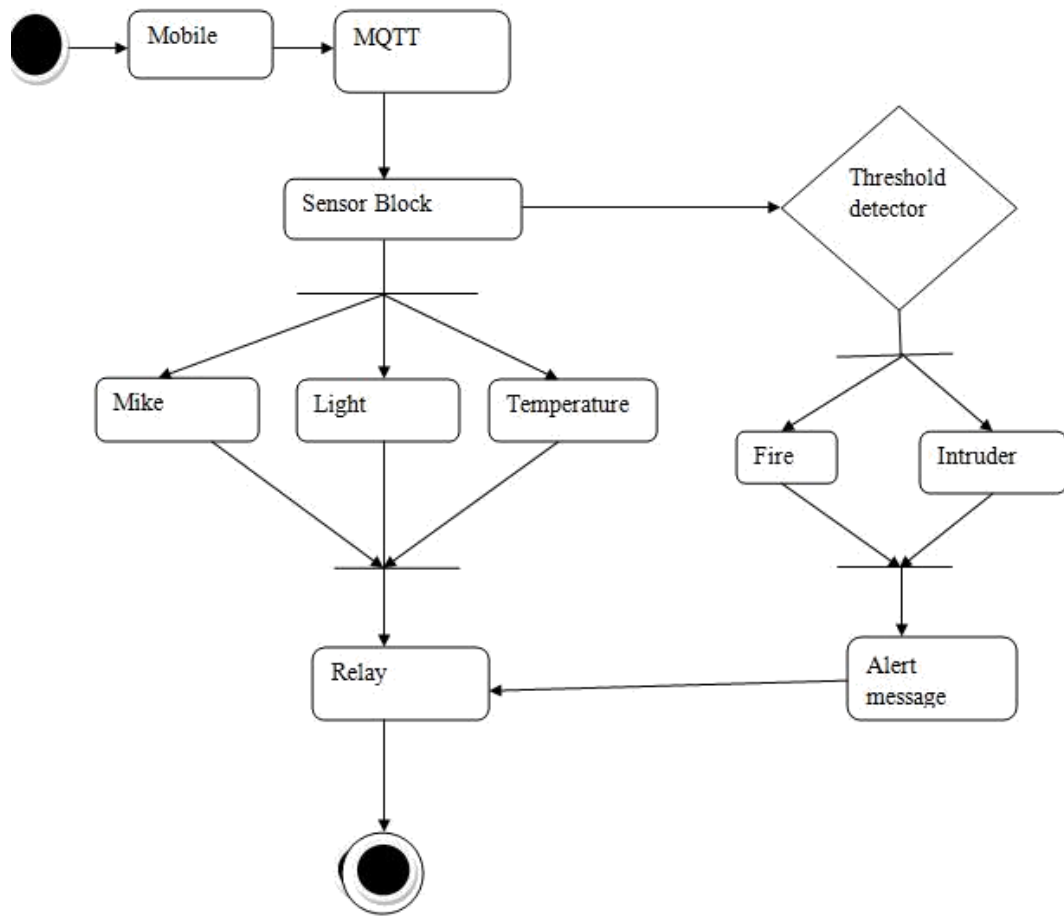 Mobile
MQTT
Sensor Block
Threshold
detector
Mike
Light
Temperature
Fire
Intruder
Relay
Alert
message